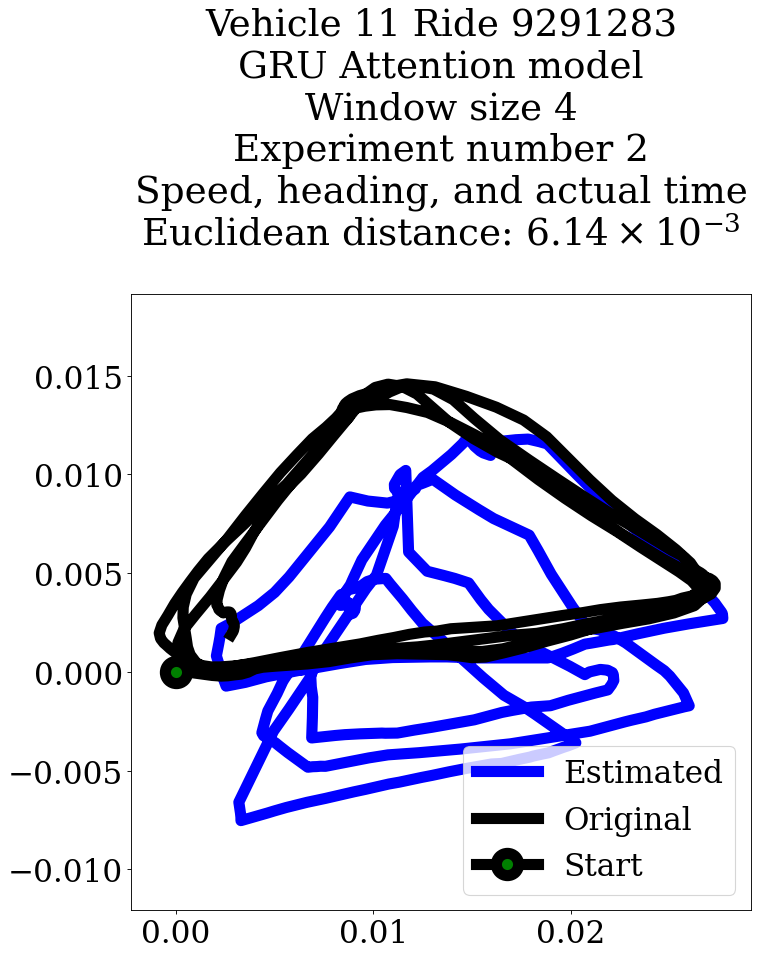 Vehicle 11 Ride 9291283
GRU Attention model
Window size 4
Experiment number 2
Speed, heading, and actual time
Euclidean distance: 6.14 × 10⁻³
0.015
0.010
0.005
0.000
−0.005
−0.010
Estimated
Original
Start
0.00 0.01 0.02